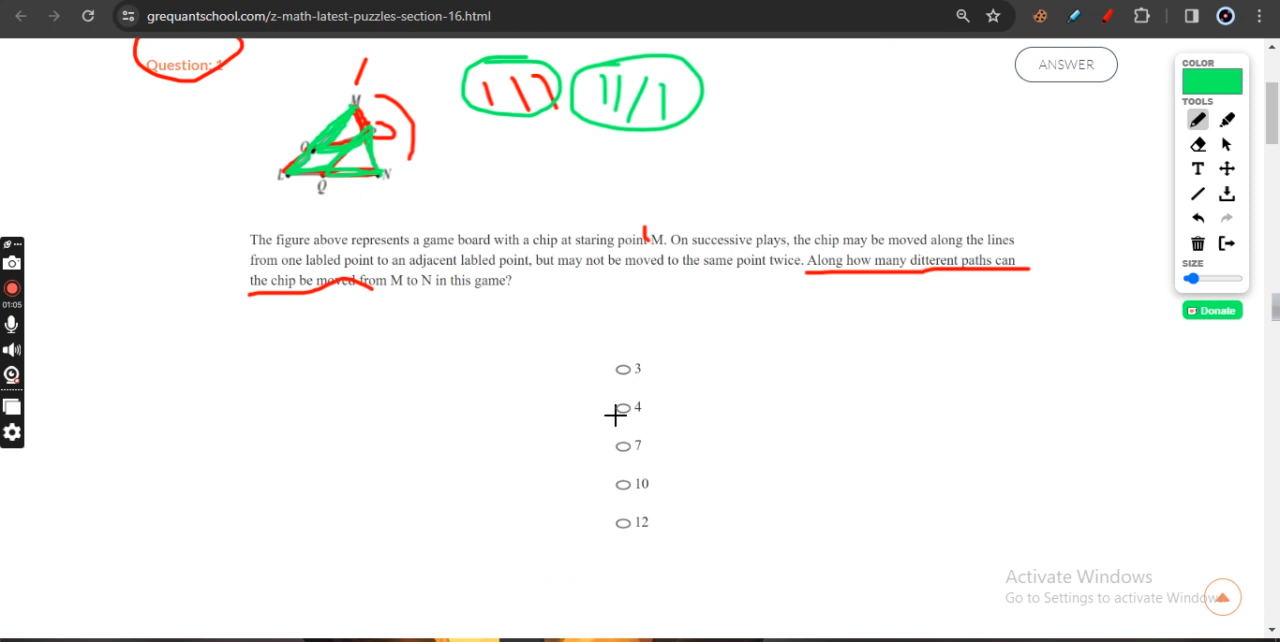 grequantschool.com/z-math-latest-puzzles-section-16.html
Question: 1
ANSWER
COLOR
TOOLS
T
SIZE
Donate
M
O
L
Q
N
The figure above represents a game board with a chip at staring point M. On successive plays, the chip may be moved along the lines
from one labled point to an adjacent labled point, but may not be moved to the same point twice. Along how many ditterent paths can
the chip be moved from M to N in this game?
3
4
7
10
12
01:05
Activate Windows
Go to Settings to activate Windows